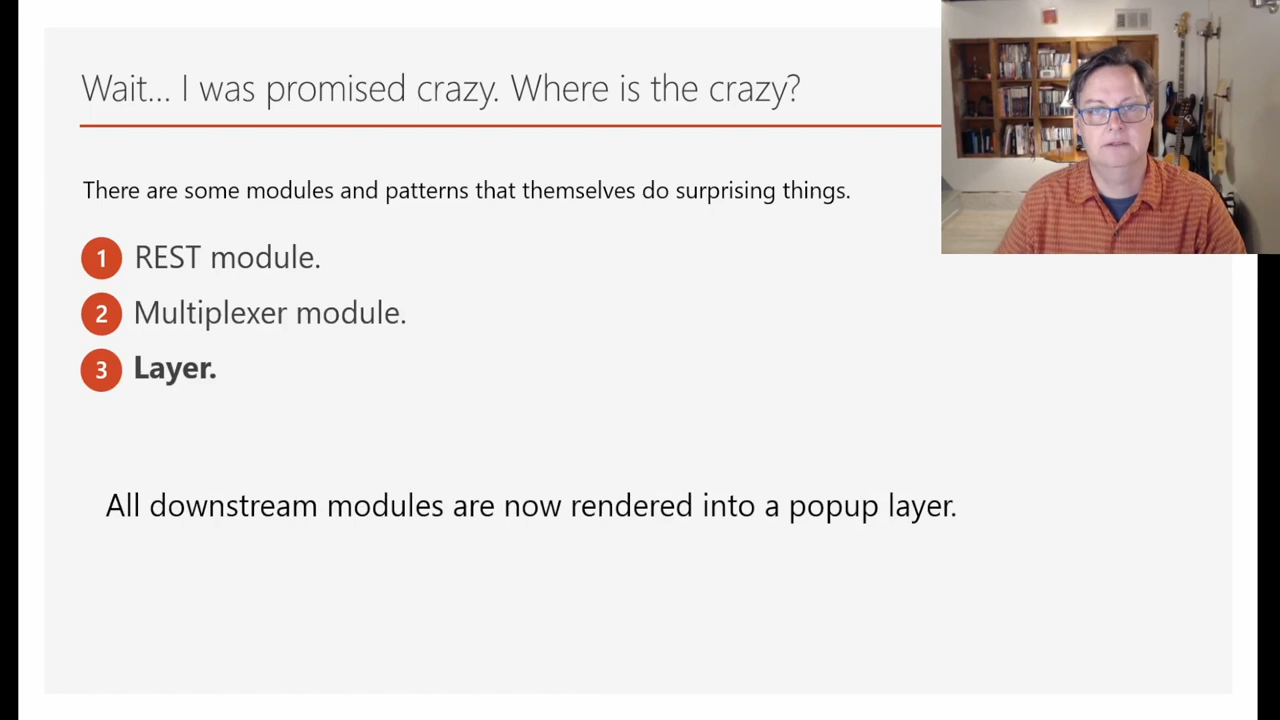 Wait... I was promised crazy. Where is the crazy?
There are some modules and patterns that themselves do surprising things.
1 REST module.
2 Multiplexer module.
3 Layer.
All downstream modules are now rendered into a popup layer.